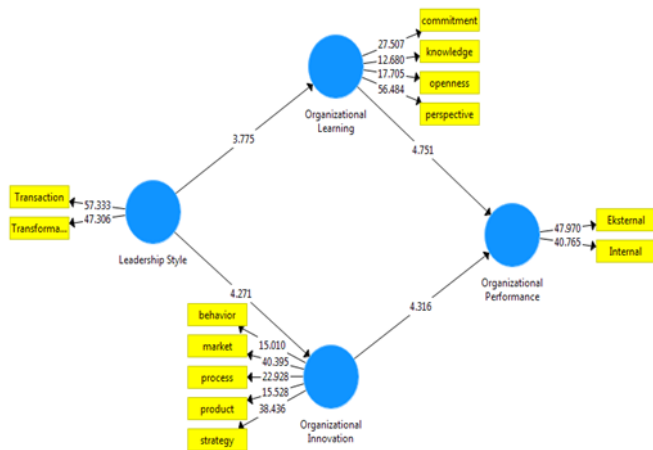 commitment
27.507
knowledge
12.680
17.705
openness
56.484
perspective
Organizational
Learning
3.775
4.751
Transaction
57.333
47.306
Transforma...
Leadership Style
Eksternal
47.970
40.765
Internal
Organizational
Performance
4.271
4.316
behavior
15.010
market
40.395
process
22.928
15.528
product
38.436
strategy
Organizational
Innovation